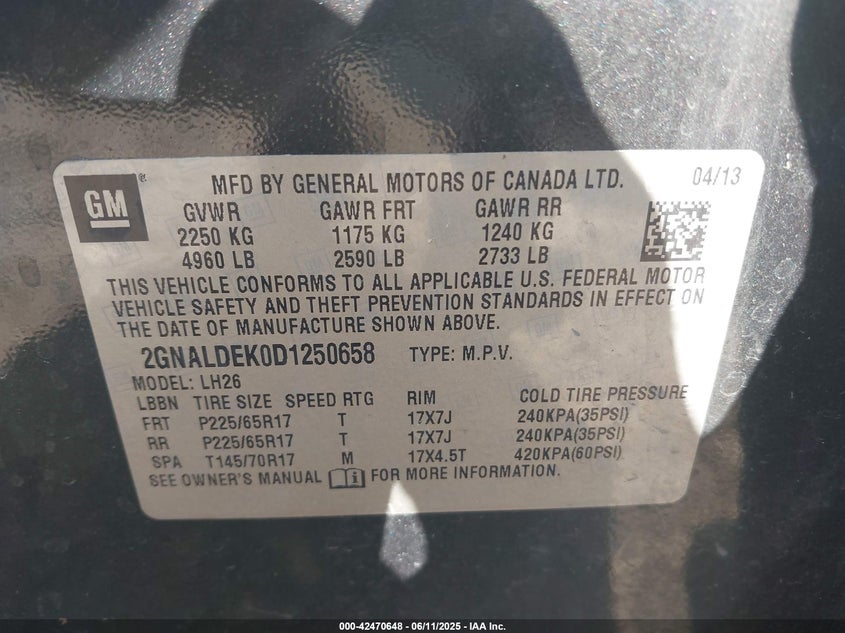 GM
MFD BY GENERAL MOTORS OF CANADA LTD. 04/13
GVWR GAWR FRT GAWR RR
2250 KG 1175 KG 1240 KG
4960 LB 2590 LB 2733 LB
THIS VEHICLE CONFORMS TO ALL APPLICABLE U.S. FEDERAL MOTOR
VEHICLE SAFETY AND THEFT PREVENTION STANDARDS IN EFFECT ON
THE DATE OF MANUFACTURE SHOWN ABOVE.
2GNALDEK0D1250658 TYPE: M.P.V.
MODEL: LH26
LBBN TIRE SIZE SPEED RTG RIM COLD TIRE PRESSURE
FRT P225/65R17 T 17X7J 240KPA(35PSI)
RR P225/65R17 T 17X7J 240KPA(35PSI)
SPA T145/70R17 M 17X4.5T 420KPA(60PSI)
SEE OWNER'S MANUAL FOR MORE INFORMATION.
000-42470648 - 06/11/2025 - IAA Inc.